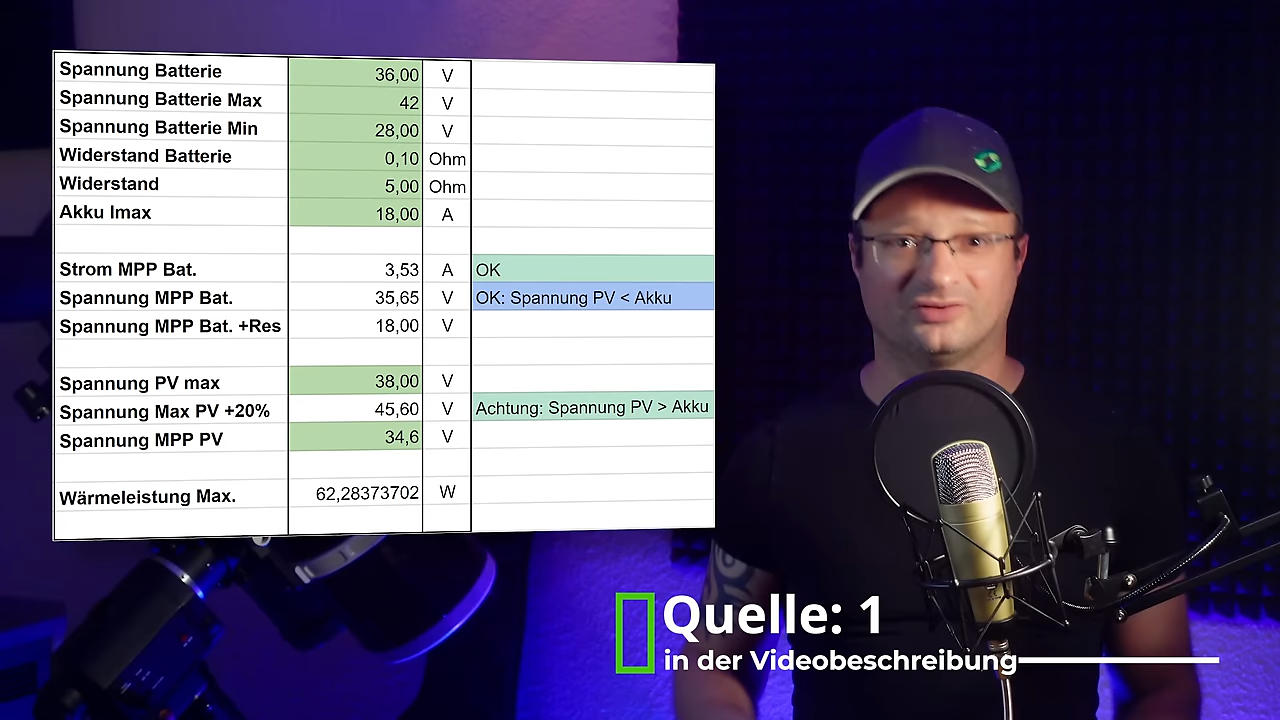 Spannung Batterie 36,00 V
Spannung Batterie Max 42 V
Spannung Batterie Min 28,00 V
Widerstand Batterie 0,10 Ohm
Widerstand 5,00 Ohm
Akku Imax 18,00 A
Strom MPP Bat. 3,53 A OK
Spannung MPP Bat. 35,65 V OK: Spannung PV < Akku
Spannung MPP Bat. +Res 18,00 V
Spannung PV max 38,00 V
Spannung Max PV +20% 45,60 V Achtung: Spannung PV > Akku
Spannung MPP PV 34,6 V
Wärmeleistung Max. 62,28373702 W
Quelle: 1
in der Videobeschreibung